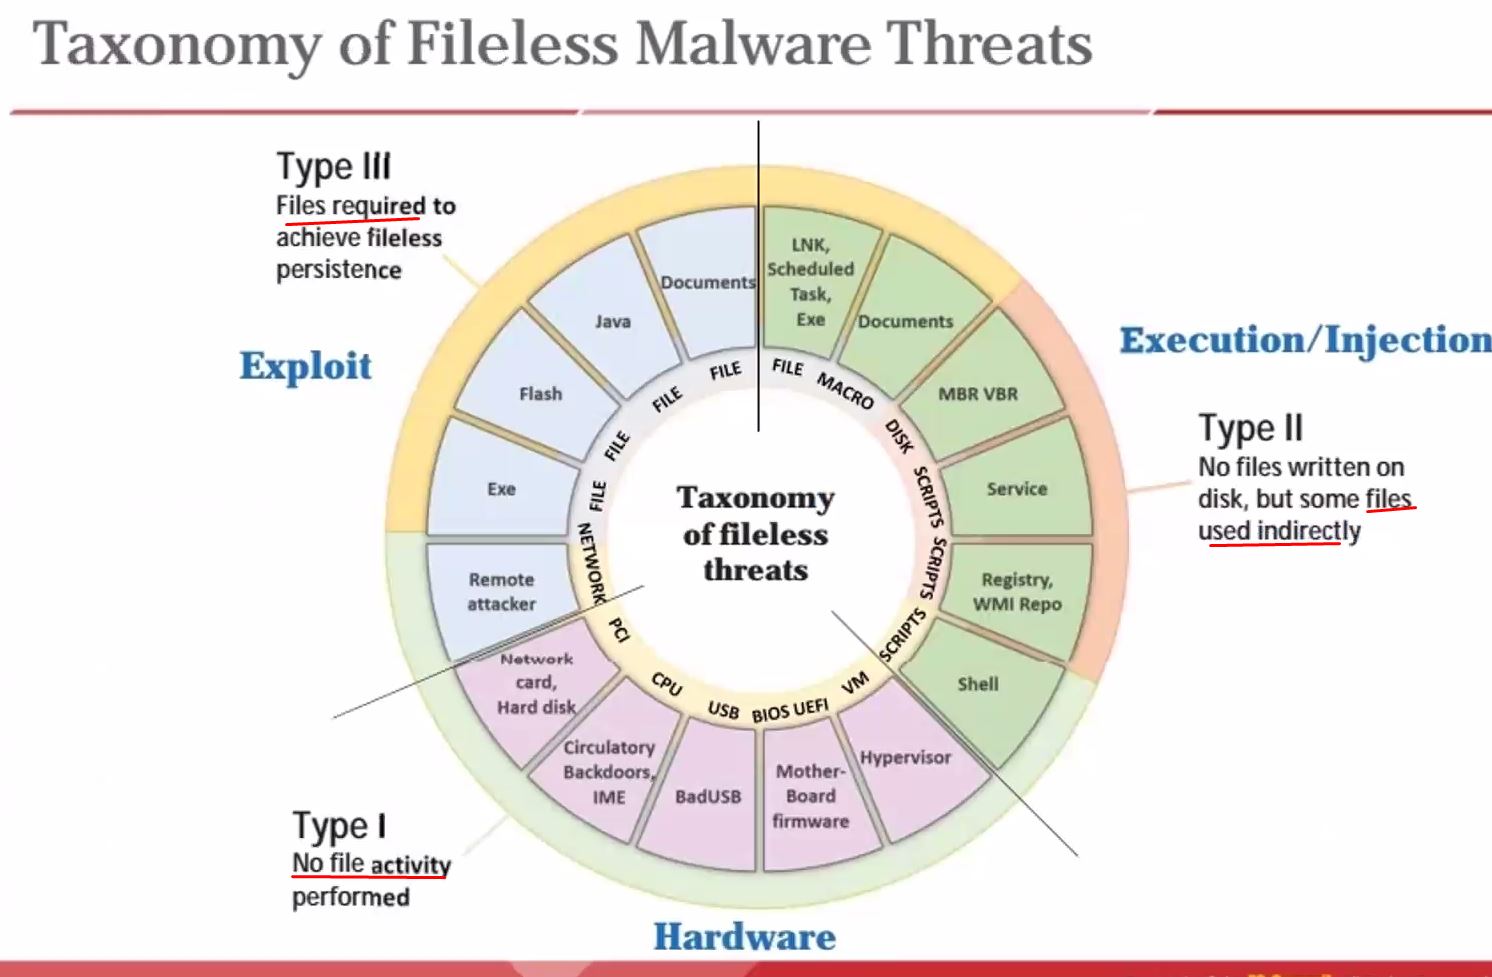 Taxonomy of Fileless Malware Threats
Type III
Files required to
achieve fileless
persistence
Exploit
Execution/Injection
Type II
No files written on
disk, but some files
used indirectly
Type I
No file activity
performed
Hardware
Taxonomy
of fileless
threats
LNK,
Scheduled
Task,
Exe
Documents
MBR VBR
Service
Registry,
WMI Repo
Shell
Hypervisor
Mother-
Board
firmware
BadUSB
Circulatory
Backdoors,
IME
Network
card,
Hard disk
Remote
attacker
Exe
Flash
Java
Documents
FILE
MACRO
DISK
SCRIPTS
SCRIPTS
SCRIPTS
VM
BIOS UEFI
USB
CPU
PCI
NETWORK
FILE
FILE
FILE
FILE